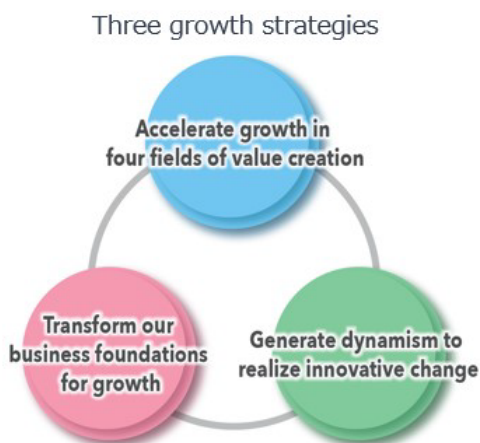 Three growth strategies
Accelerate growth in
four fields of value creation
Transform our
business foundations
for growth
Generate dynamism to
realize innovative change